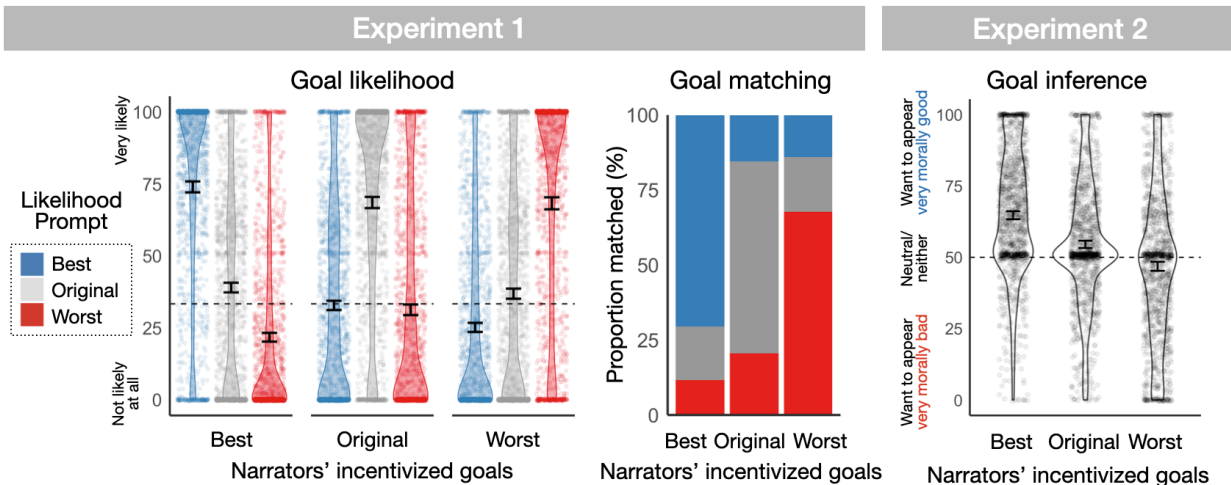 Experiment 1
Experiment 2
Goal likelihood
Goal matching
Goal inference
Likelihood
Prompt
Best
Original
Worst
Very likely
Not likely
at all
100
75
50
25
0
Best
Original
Worst
Narrators' incentivized goals
Proportion matched (%)
100
75
50
25
0
Best
Original
Worst
Narrators' incentivized goals
Want to appear
very morally good
Neutral/
neither
Want to appear
very morally bad
100
75
50
25
0
Best
Original
Worst
Narrators' incentivized goals